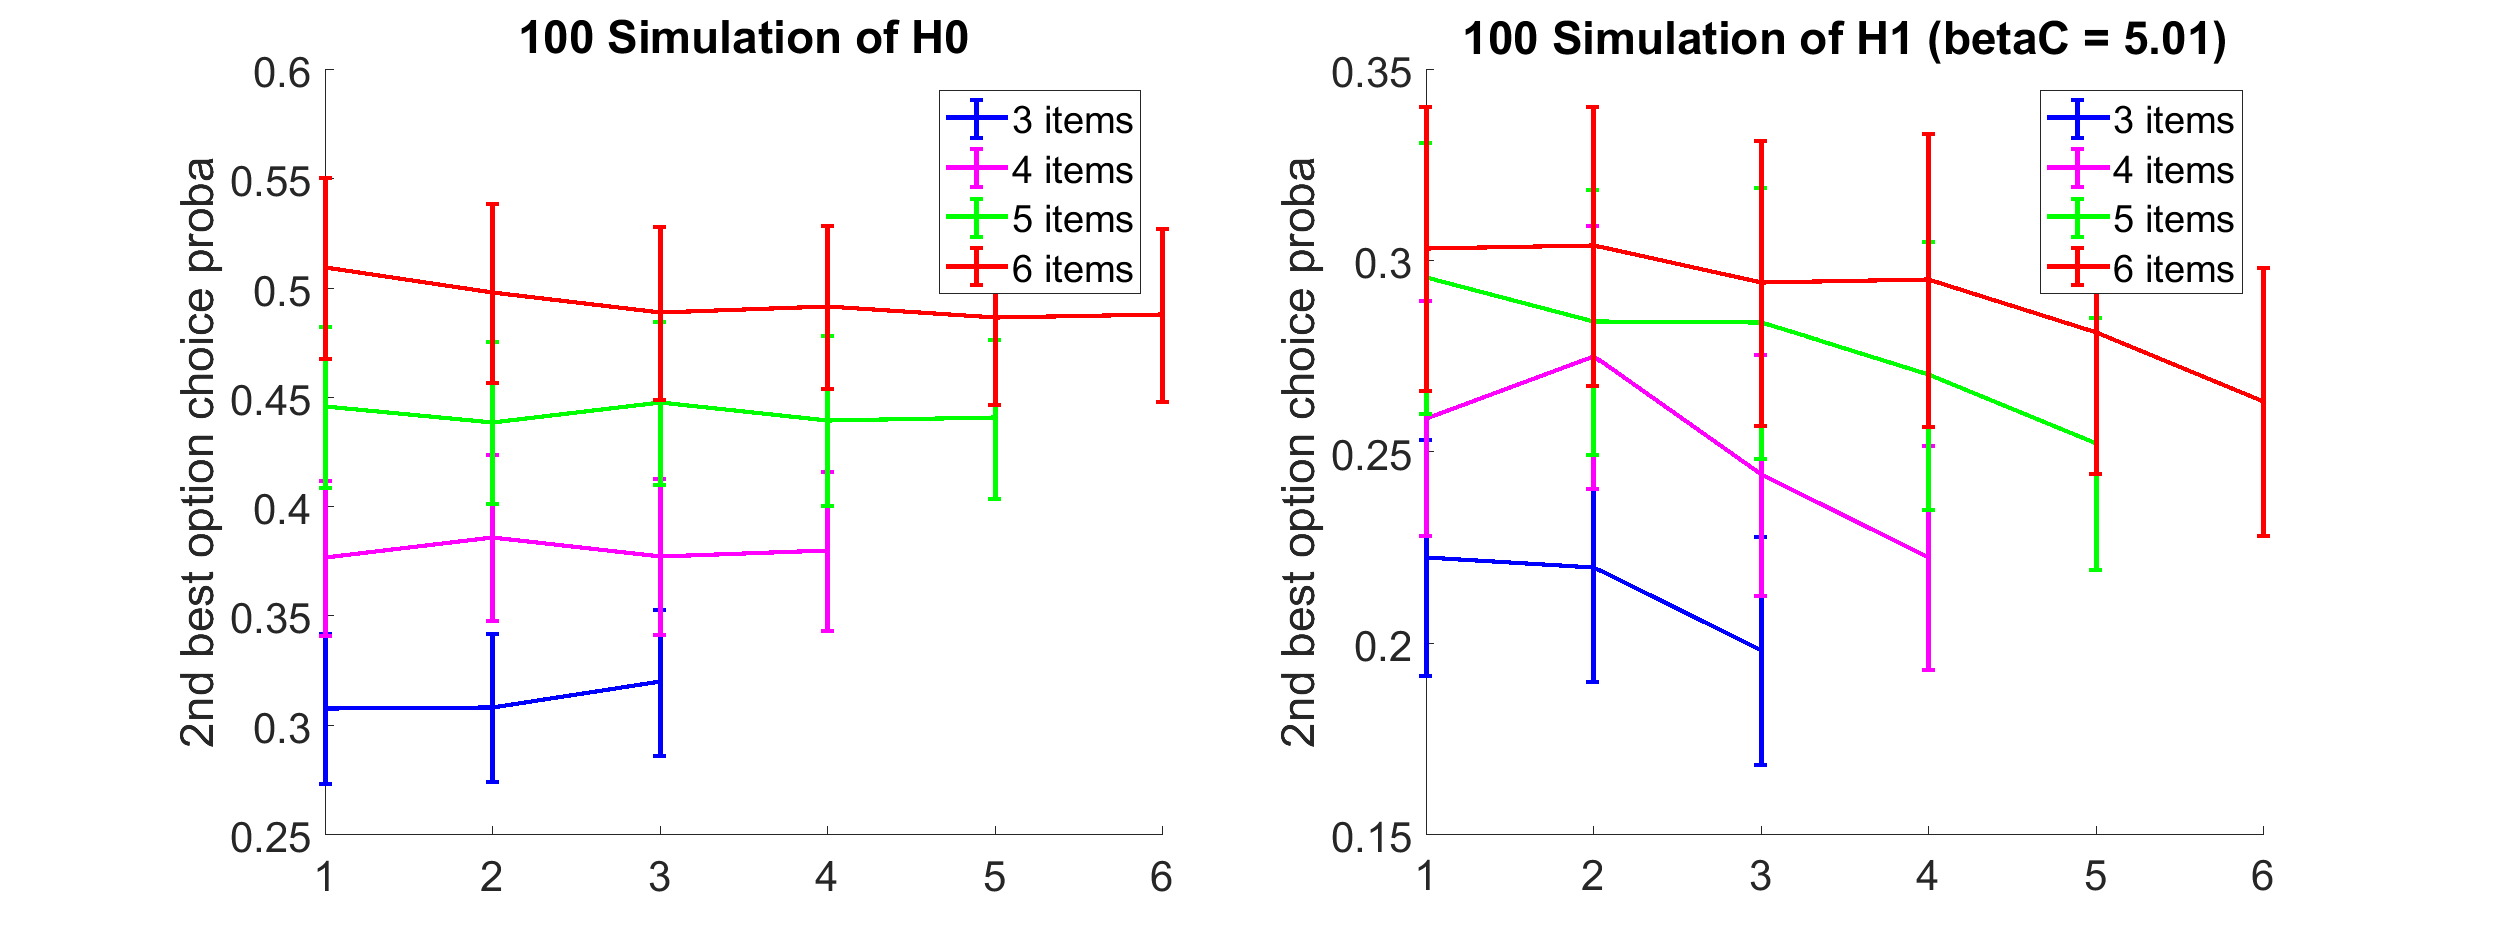 100 Simulation of H0
2nd best option choice proba
0.6
0.55
0.5
0.45
0.4
0.35
0.3
0.25
1 2 3 4 5 6
3 items
4 items
5 items
6 items
100 Simulation of H1 (betaC = 5.01)
2nd best option choice proba
0.35
0.3
0.25
0.2
0.15
1 2 3 4 5 6
3 items
4 items
5 items
6 items